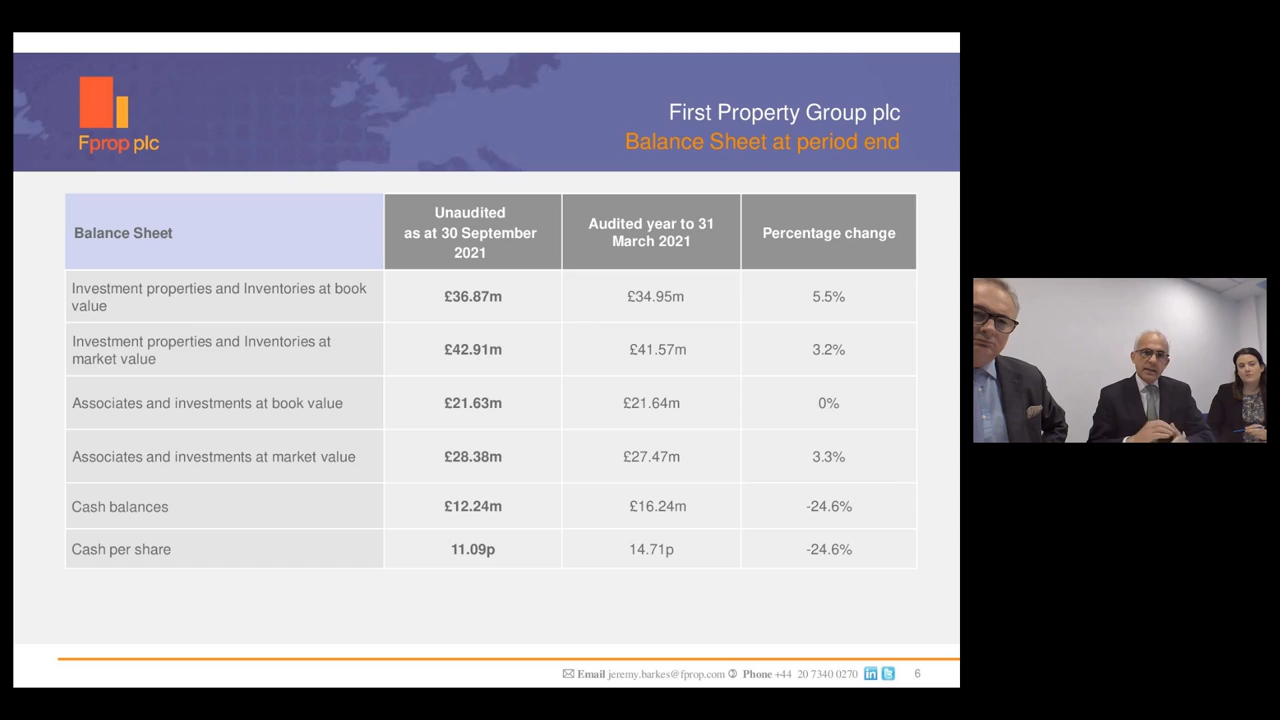 Fprop plc
First Property Group plc
Balance Sheet at period end
Balance Sheet
Unaudited
as at 30 September
2021
Audited year to 31
March 2021
Percentage change
Investment properties and Inventories at book
value
£36.87m
£34.95m
5.5%
Investment properties and Inventories at
market value
£42.91m
£41.57m
3.2%
Associates and investments at book value
£21.63m
£21.64m
0%
Associates and investments at market value
£28.38m
£27.47m
3.3%
Cash balances
£12.24m
£16.24m
-24.6%
Cash per share
11.09p
14.71p
-24.6%
Email jeremy.barkes@fprop.com Phone +44 20 7340 0270 in 6